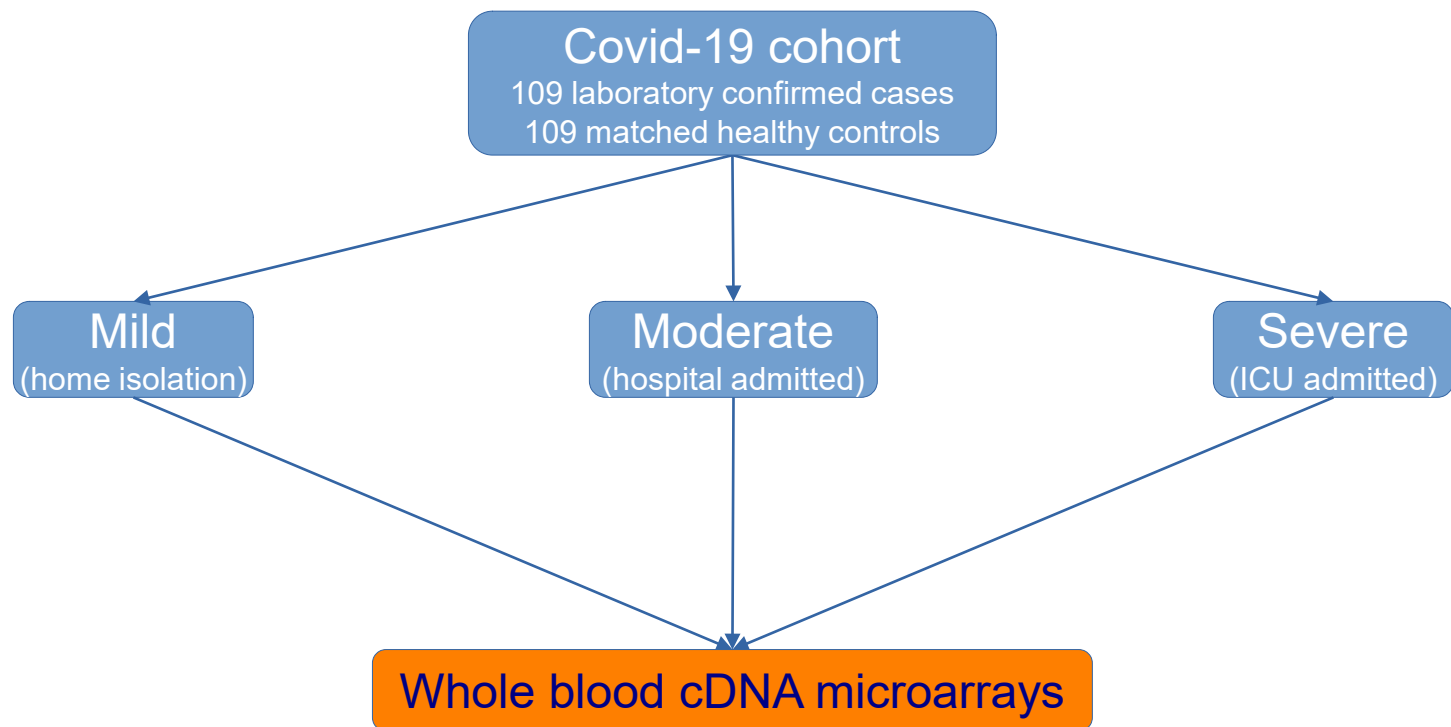 Covid-19 cohort
109 laboratory confirmed cases
109 matched healthy controls
Mild
(home isolation)
Moderate
(hospital admitted)
Severe
(ICU admitted)
Whole blood cDNA microarrays